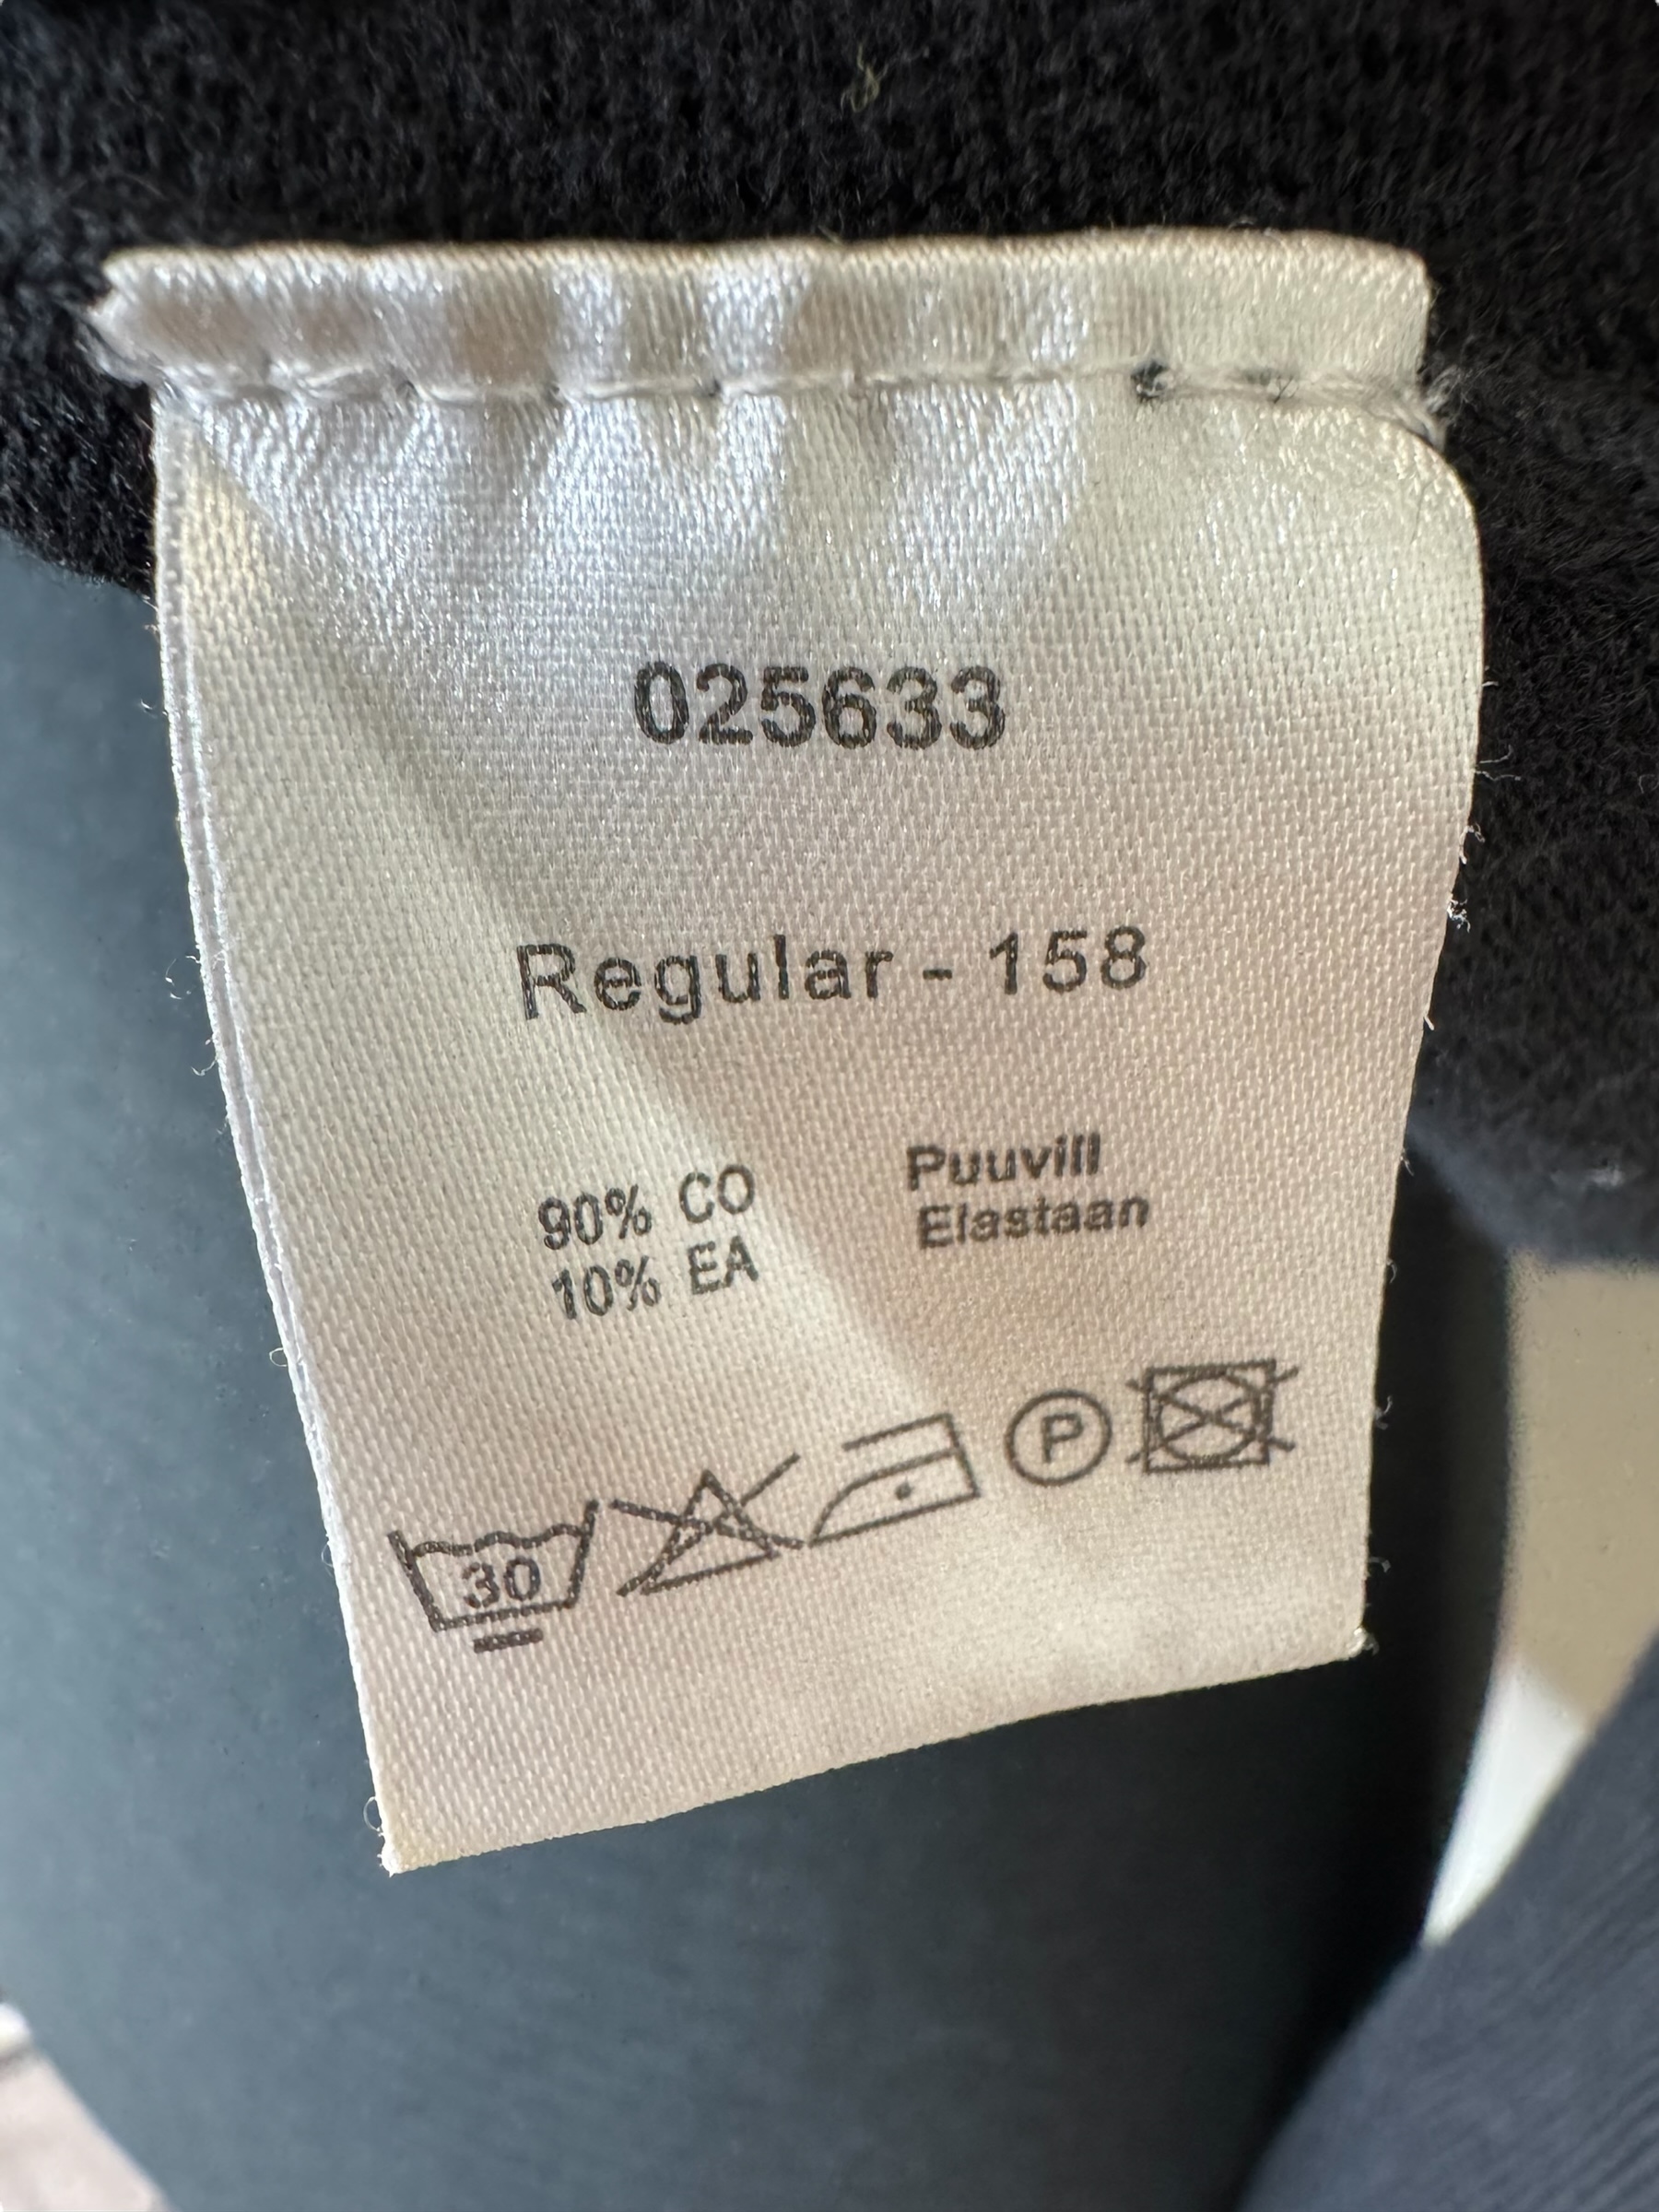 025633
Regular - 158
90% CO Puuvill
10% EA Elastaan
30 P